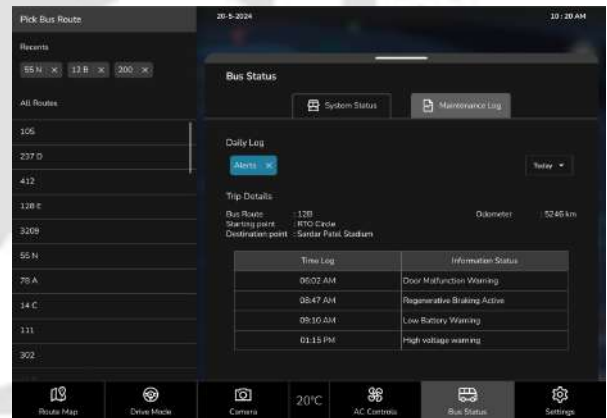 Pick Bus Route
20-5-2024
10:20 AM
Recents
55 N ×
12 B ×
200 ×
All Routes
105
237 D
412
128 E
3209
55 N
78 A
14 C
111
302
Bus Status
System Status
Maintenance Log
Daily Log
Alerts ×
Today
Trip Details
Bus Route : 12B
Odometer : 5246 km
Starting point : RTO Circle
Destination point : Sardar Patel Stadium
Time Log Information Status
06:02 AM Door Malfunction Warning
08:47 AM Regenerative Braking Active
09:10 AM Low Battery Warning
01:15 PM High voltage warning
Route Map
Drive Mode
Camera
20°C
AC Controls
Bus Status
Settings